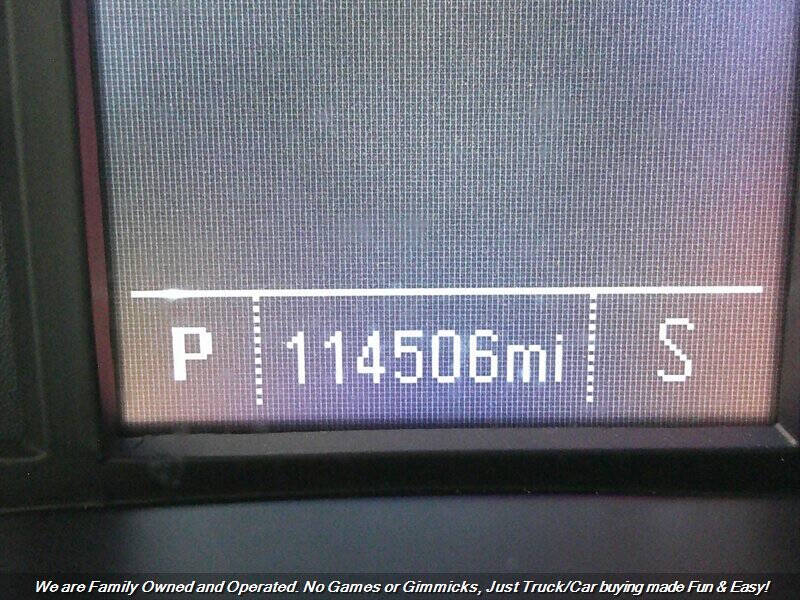 P 114506mi S
We are Family Owned and Operated. No Games or Gimmicks, Just Truck/Car buying made Fun & Easy!